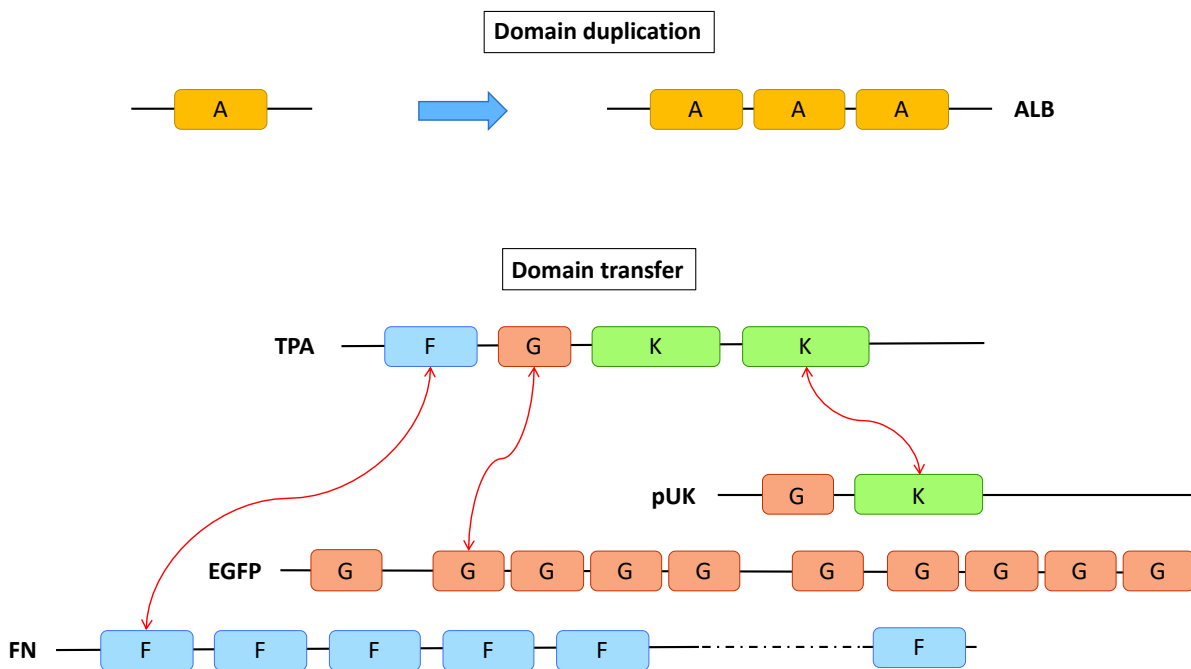 Domain duplication
A A A A ALB
Domain transfer
TPA F G K K
pUK G K
EGFP G G G G G G G G G G
FN F F F F F F